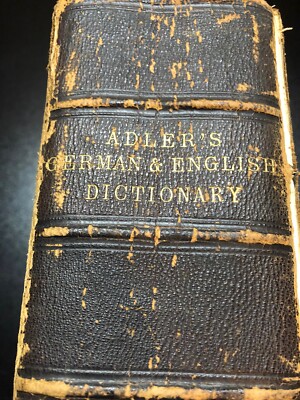 ADLER'S
GERMAN & ENGLISH
DICTIONARY